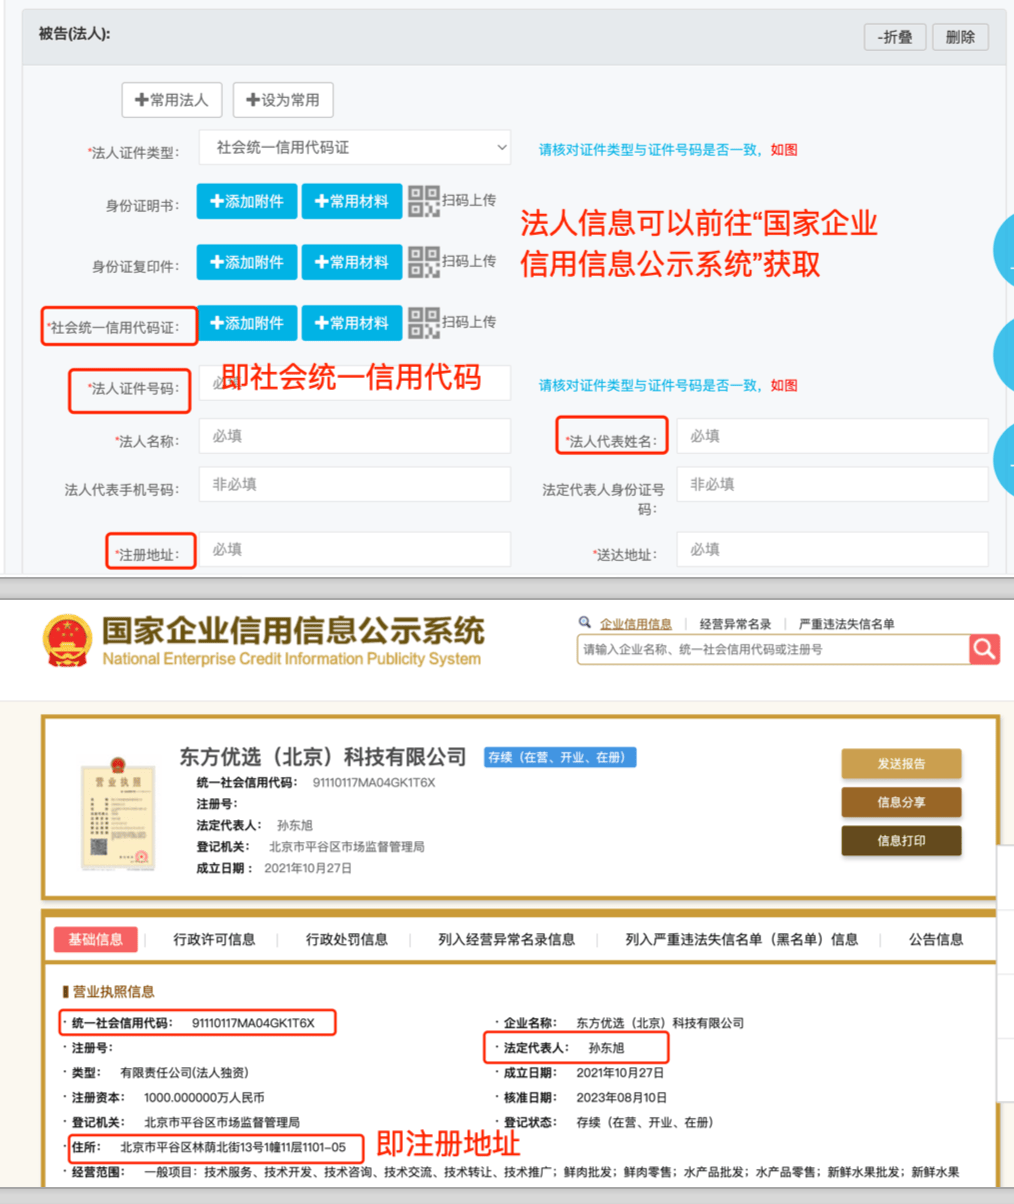 被告(法人):
-折叠 删除
+常用法人 +设为常用
*法人证件类型: 社会统一信用代码证 请核对证件类型与证件号码是否一致，如图
身份证明书: +添加附件 +常用材料 扫码上传
法人信息可以前往“国家企业
信用信息公示系统”获取
身份证复印件: +添加附件 +常用材料 扫码上传
*社会统一信用代码证: +添加附件 +常用材料 扫码上传
*法人证件号码: 必填 即社会统一信用代码 请核对证件类型与证件号码是否一致，如图
*法人名称: 必填 *法人代表姓名: 必填
法人代表手机号码: 非必填 法定代表人身份证号
码: 非必填
*注册地址: 必填 *送达地址: 必填
国家企业信用信息公示系统
National Enterprise Credit Information Publicity System
企业信用信息 | 经营异常名录 | 严重违法失信名单
请输入企业名称、统一社会信用代码或注册号
东方优选（北京）科技有限公司 存续（在营、开业、在册）
营业执照
统一社会信用代码: 91110117MA04GK1T6X
注册号:
法定代表人: 孙东旭
登记机关: 北京市平谷区市场监督管理局
成立日期: 2021年10月27日
发送报告
信息分享
信息打印
基础信息 | 行政许可信息 | 行政处罚信息 | 列入经营异常名录信息 | 列入严重违法失信名单（黑名单）信息 | 公告信息
营业执照信息
· 统一社会信用代码: 91110117MA04GK1T6X · 企业名称: 东方优选（北京）科技有限公司
· 注册号: · 法定代表人: 孙东旭
· 类型: 有限责任公司(法人独资) · 成立日期: 2021年10月27日
· 注册资本: 1000.000000万人民币 · 核准日期: 2023年08月10日
· 登记机关: 北京市平谷区市场监督管理局 · 登记状态: 存续（在营、开业、在册）
· 住所: 北京市平谷区林荫北街13号1幢11层1101-05 即注册地址
· 经营范围: 一般项目：技术服务、技术开发、技术咨询、技术交流、技术转让、技术推广；鲜肉批发；鲜肉零售；水产品批发；水产品零售；新鲜水果批发；新鲜水果